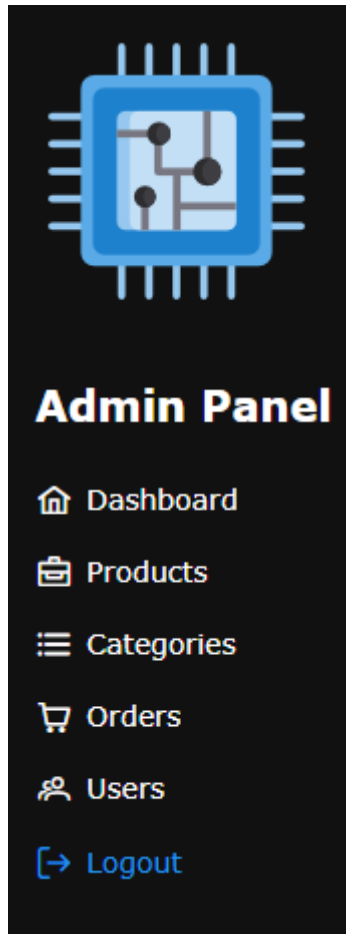 Admin Panel
Dashboard
Products
Categories
Orders
Users
Logout